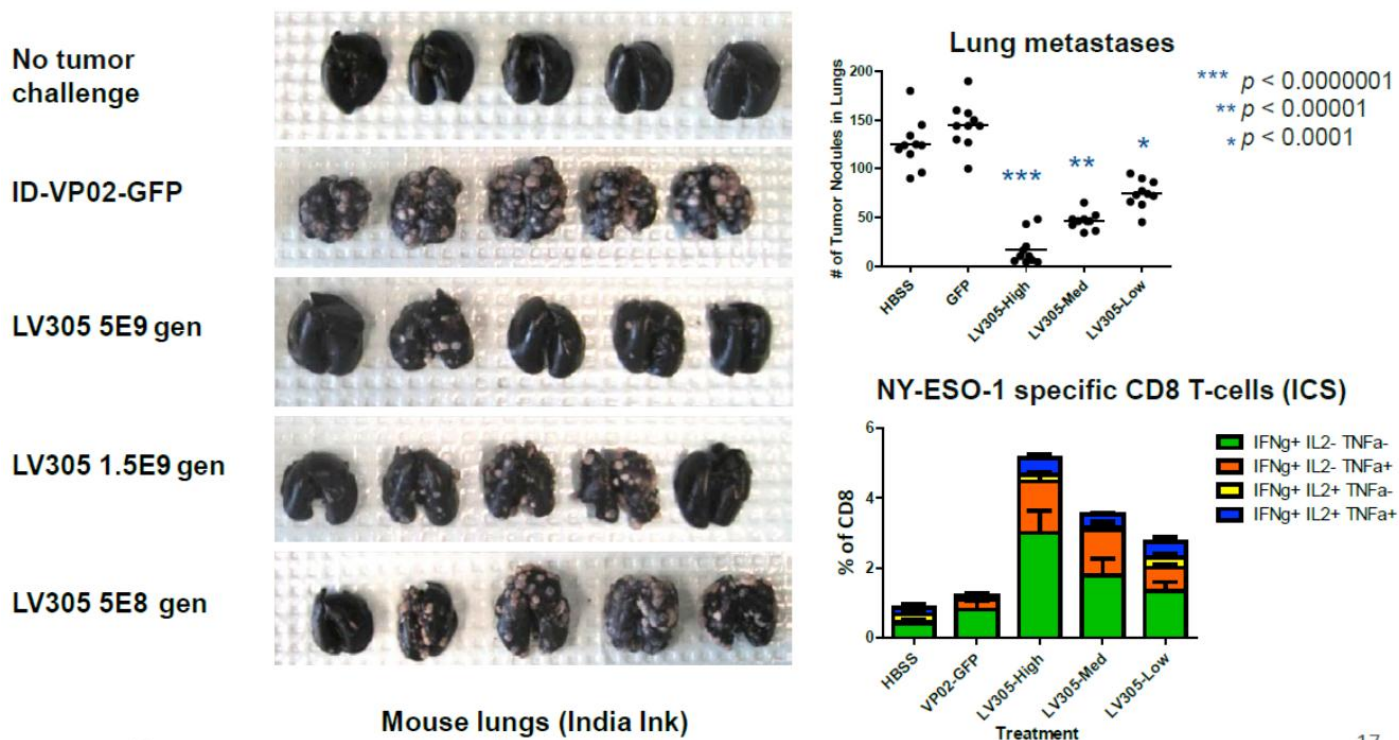 No tumor
challenge
ID-VP02-GFP
LV305 5E9 gen
LV305 1.5E9 gen
LV305 5E8 gen
Mouse lungs (India Ink)
Lung metastases
# of Tumor Nodules in Lungs
200
150
100
50
0
***
**
*
HBSS
GFP
LV305-High
LV305-Med
LV305-Low
*** p < 0.0000001
** p < 0.00001
* p < 0.0001
NY-ESO-1 specific CD8 T-cells (ICS)
% of CD8
6
4
2
0
HBSS
VP02-GFP
LV305-High
LV305-Med
LV305-Low
Treatment
IFNg+ IL2- TNFa-
IFNg+ IL2- TNFa+
IFNg+ IL2+ TNFa-
IFNg+ IL2+ TNFa+